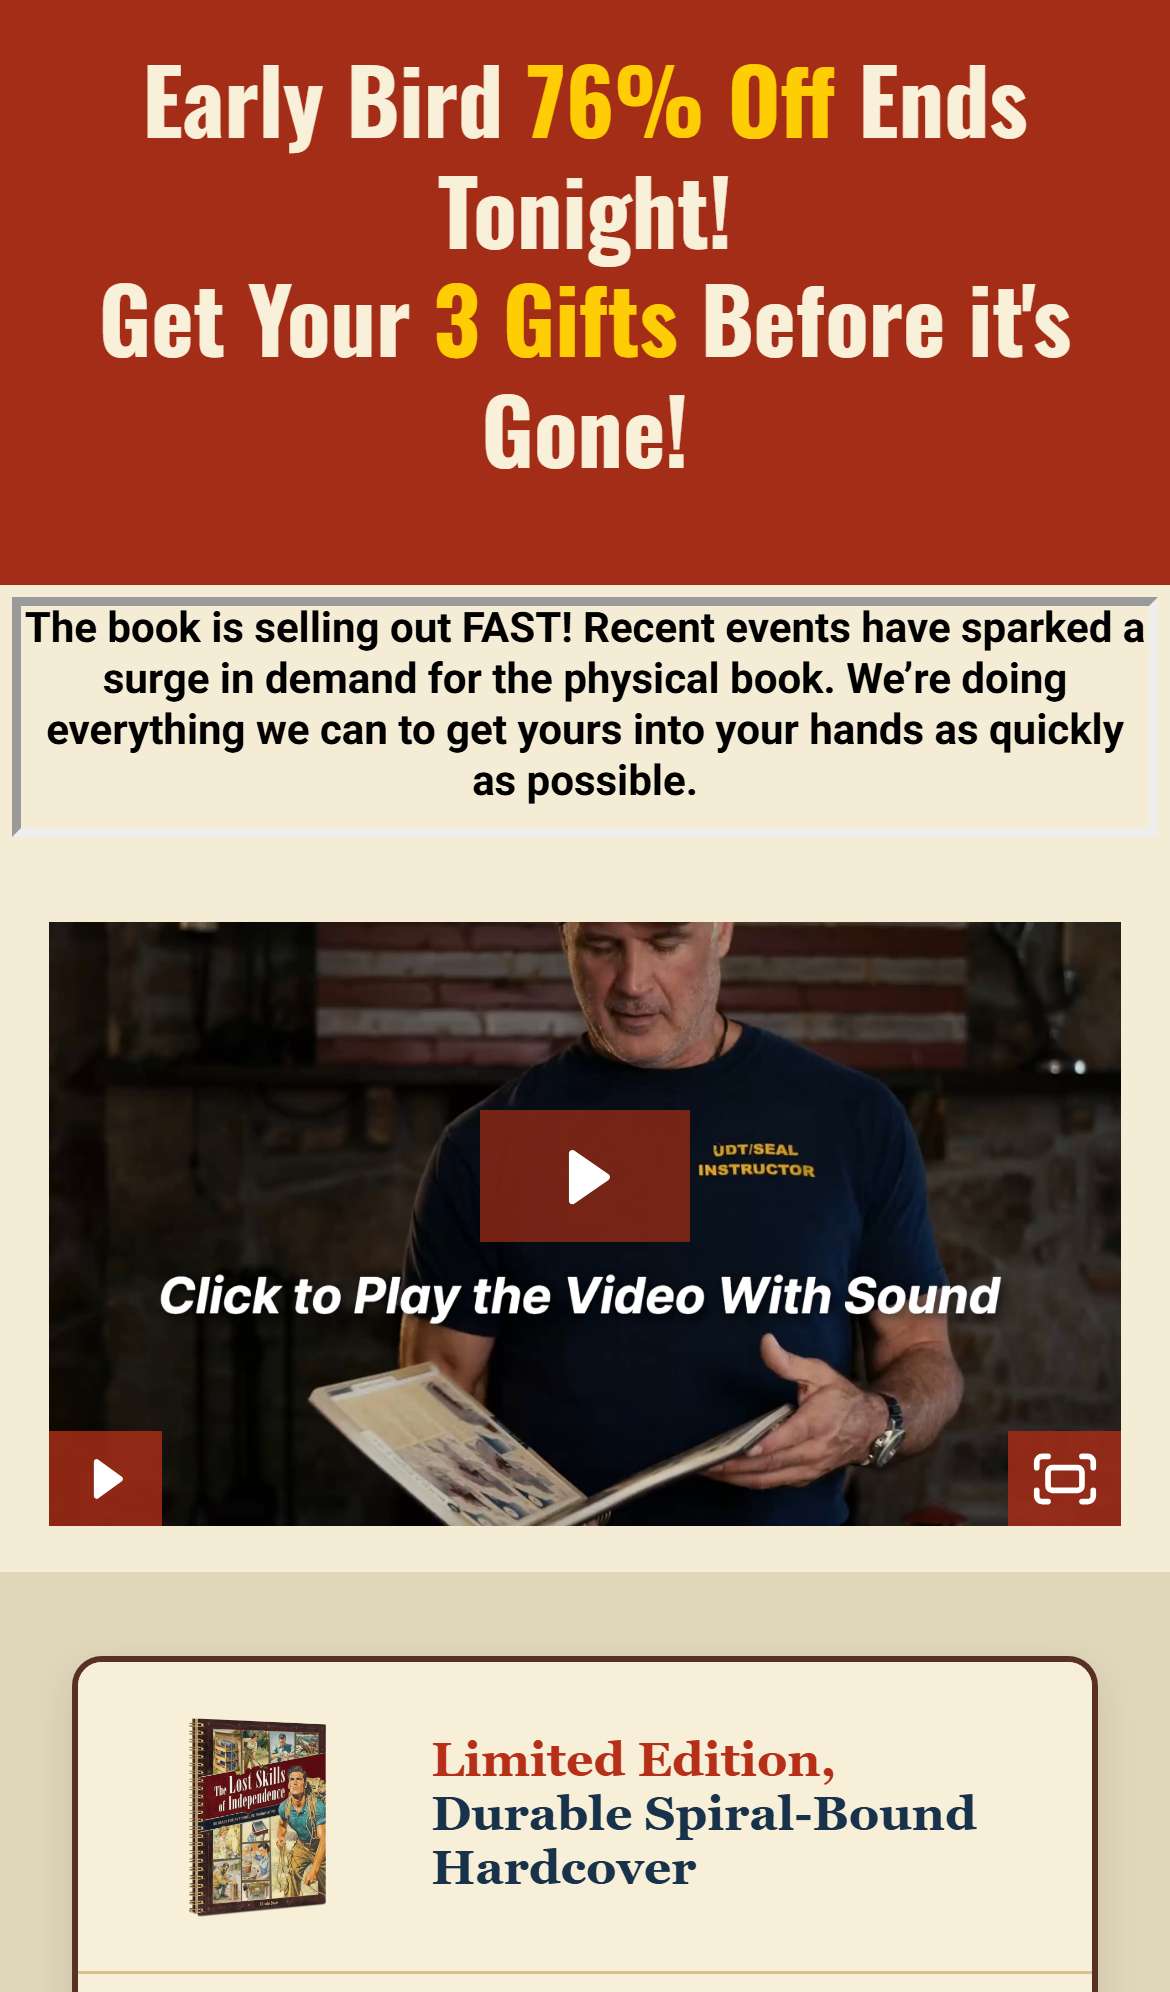 Early Bird 76% Off Ends
Tonight!
Get Your 3 Gifts Before it's
Gone!
The book is selling out FAST! Recent events have sparked a
surge in demand for the physical book. We’re doing
everything we can to get yours into your hands as quickly
as possible.
UDT/SEAL
INSTRUCTOR
Click to Play the Video With Sound
The Lost Skills
of Independence
Limited Edition,
Durable Spiral-Bound
Hardcover